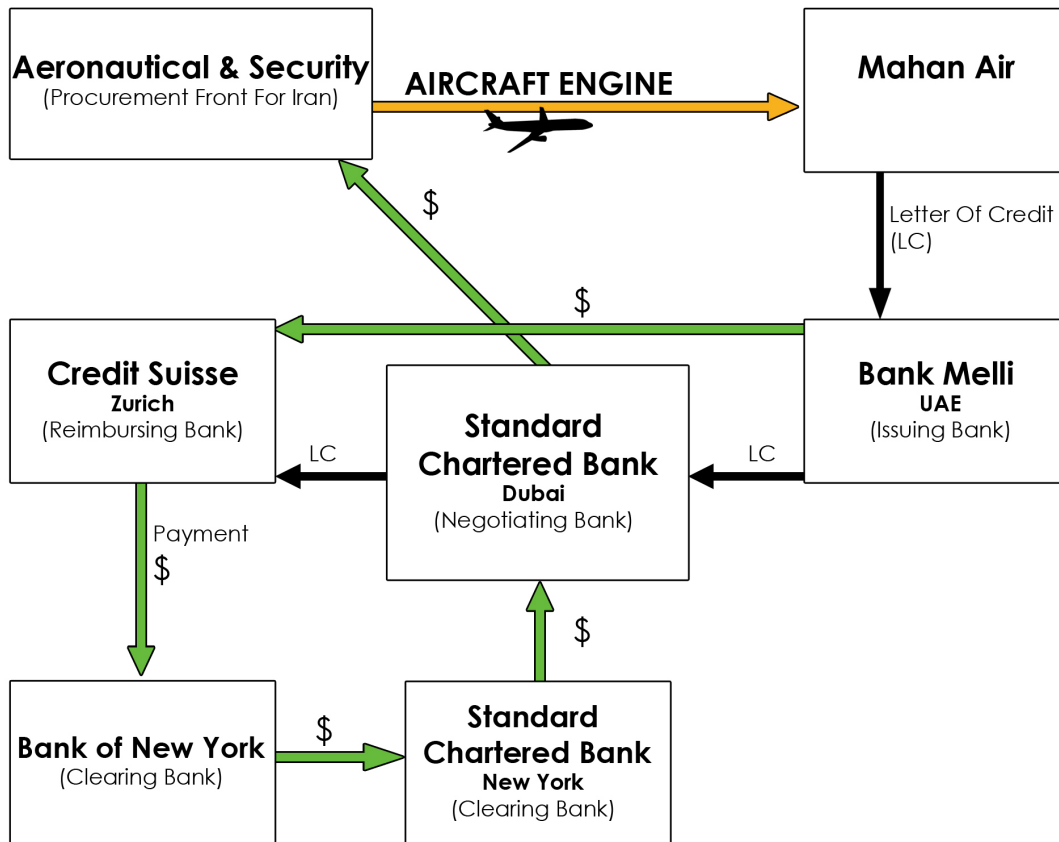 Aeronautical & Security
(Procurement Front For Iran)
AIRCRAFT ENGINE
Mahan Air
$
Letter Of Credit
(LC)
$
Credit Suisse
Zurich
(Reimbursing Bank)
LC
Standard
Chartered Bank
Dubai
(Negotiating Bank)
LC
Bank Melli
UAE
(Issuing Bank)
Payment
$
$
Bank of New York
(Clearing Bank)
$
Standard
Chartered Bank
New York
(Clearing Bank)